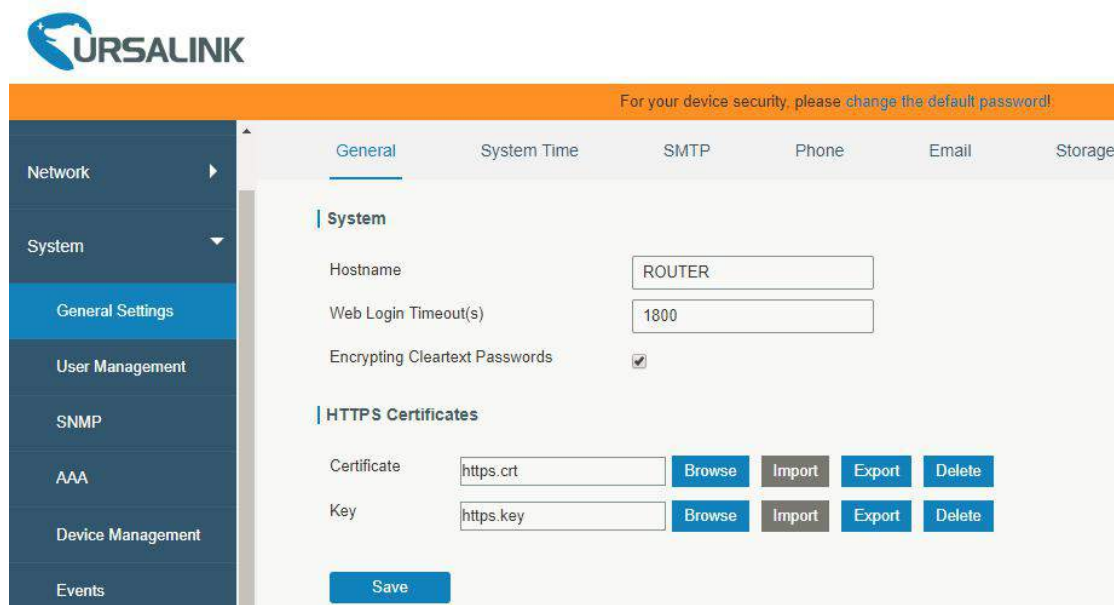 URSALINK
For your device security, please change the default password!
Network
System
General Settings
User Management
SNMP
AAA
Device Management
Events
General System Time SMTP Phone Email Storage
System
Hostname ROUTER
Web Login Timeout(s) 1800
Encrypting Cleartext Passwords
HTTPS Certificates
Certificate https.crt Browse Import Export Delete
Key https.key Browse Import Export Delete
Save